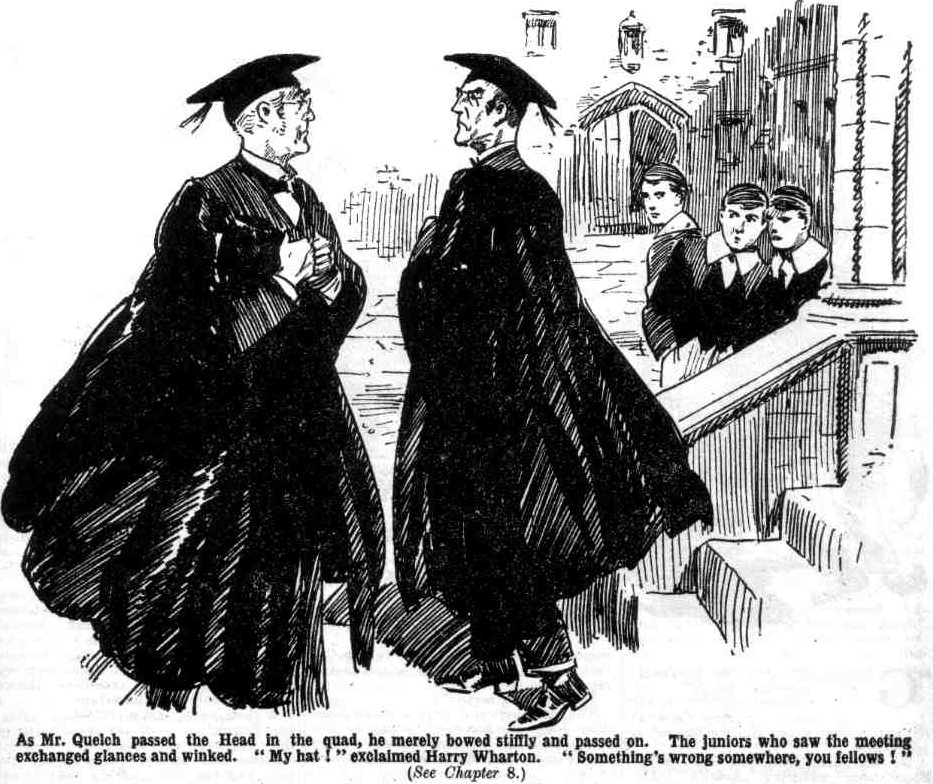 As Mr. Quelch passed the Head in the quad, he merely bowed stiffly and passed on. The juniors who saw the meeting
exchanged glances and winked. " My hat ! " exclaimed Harry Wharton. " Something's wrong somewhere, you fellows ! "
(See Chapter 8.)